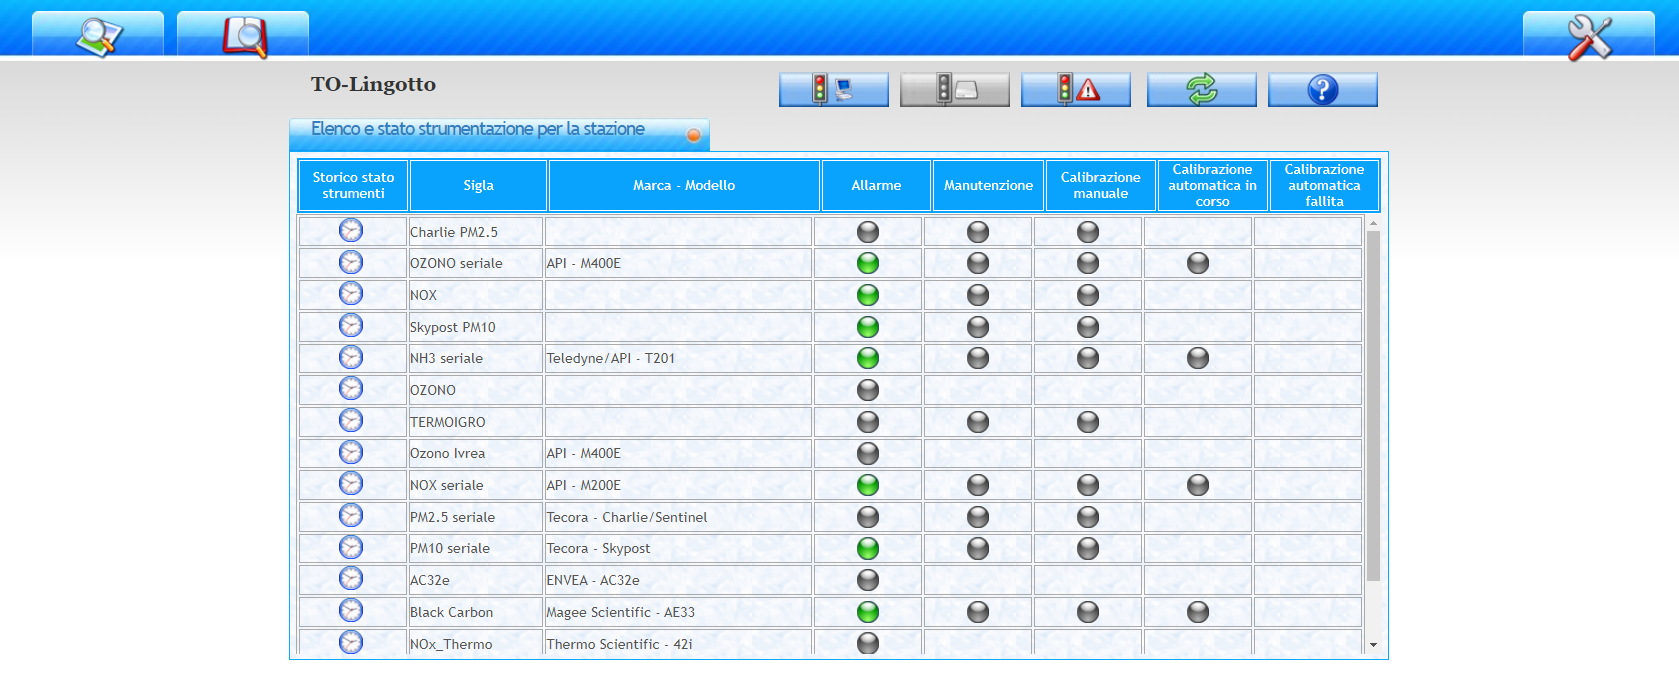 TO-Lingotto
Elenco e stato strumentazione per la stazione
Storico stato strumenti Sigla Marca - Modello Allarme Manutenzione Calibrazione manuale Calibrazione automatica in corso Calibrazione automatica fallita
Charlie PM2.5
OZONO seriale API - M400E
NOX
Skypost PM10
NH3 seriale Teledyne/API - T201
OZONO
TERMOIGRO
Ozono Ivrea API - M400E
NOX seriale API - M200E
PM2.5 seriale Tecora - Charlie/Sentinel
PM10 seriale Tecora - Skypost
AC32e ENVEA - AC32e
Black Carbon Magee Scientific - AE33
NOx_Thermo Thermo Scientific - 42i